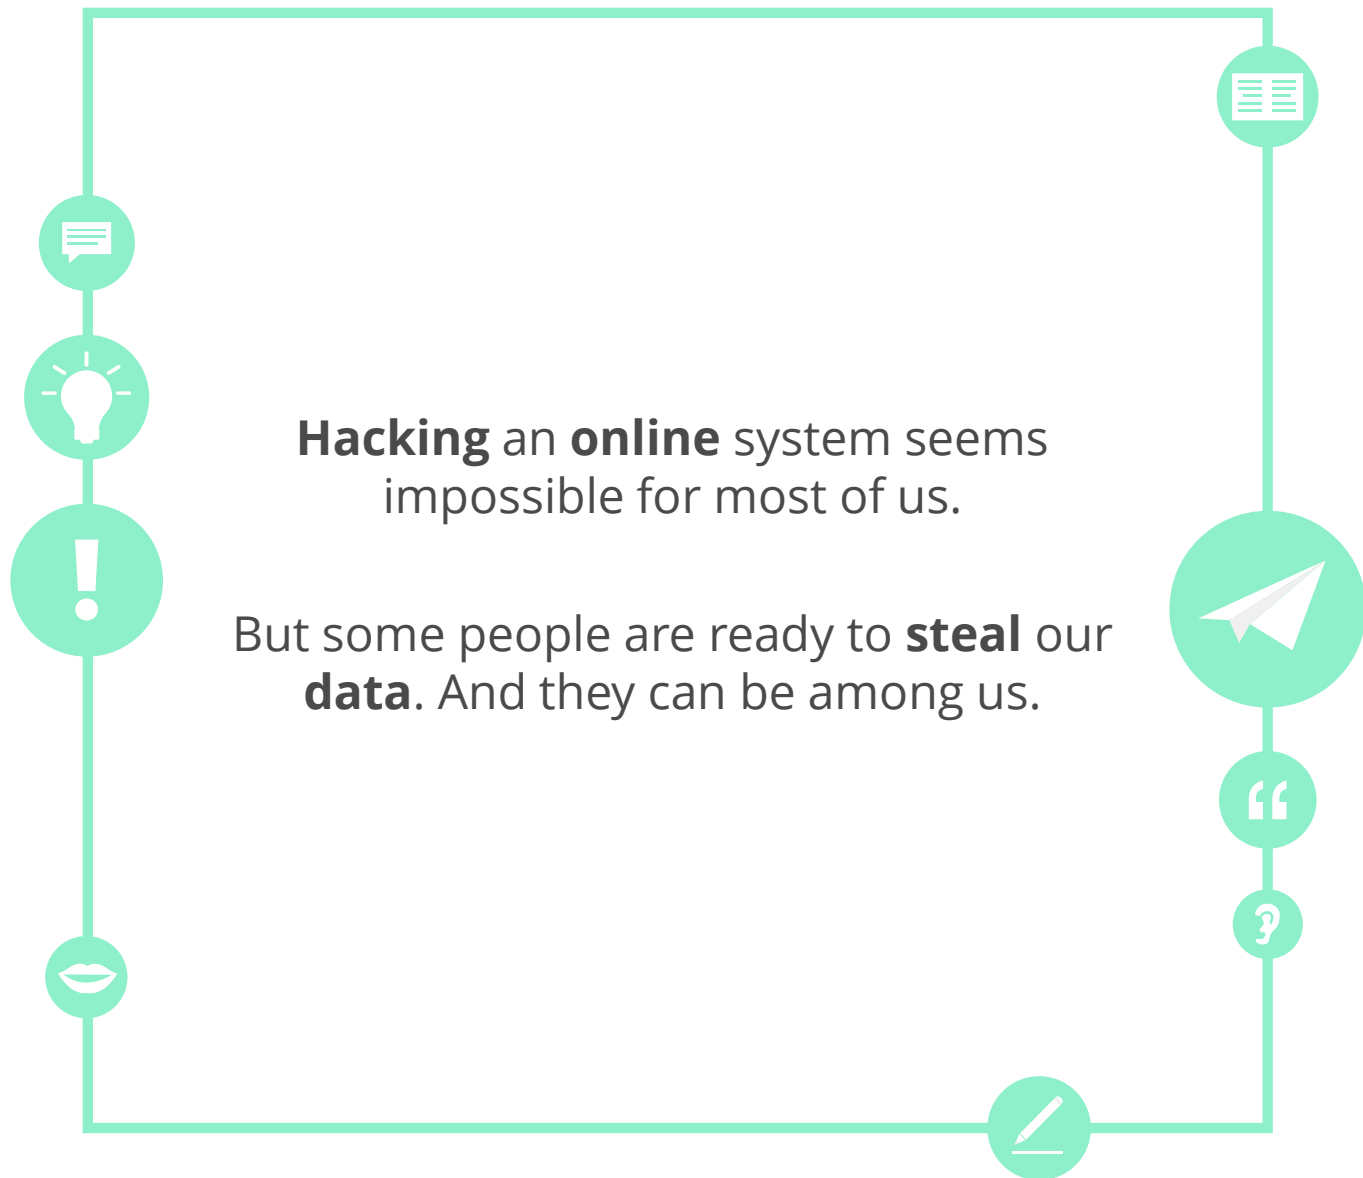 Hacking an online system seems
impossible for most of us.
But some people are ready to steal our
data. And they can be among us.